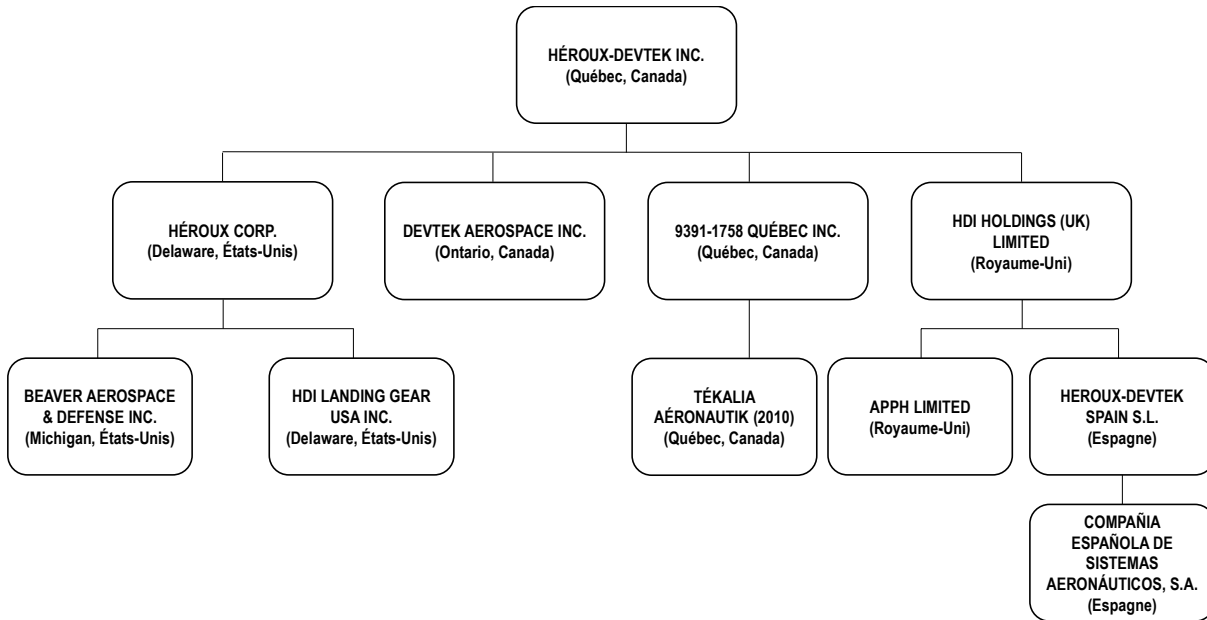 HÉROUX-DEVTEK INC.
(Québec, Canada)
HÉROUX CORP.
(Delaware, États-Unis)
DEVTEK AEROSPACE INC.
(Ontario, Canada)
9391-1758 QUÉBEC INC.
(Québec, Canada)
HDI HOLDINGS (UK)
LIMITED
(Royaume-Uni)
BEAVER AEROSPACE
& DEFENSE INC.
(Michigan, États-Unis)
HDI LANDING GEAR
USA INC.
(Delaware, États-Unis)
TÉKALIA
AÉRONAUTIK (2010)
(Québec, Canada)
APPH LIMITED
(Royaume-Uni)
HEROUX-DEVTEK
SPAIN S.L.
(Espagne)
COMPAÑIA
ESPAÑOLA DE
SISTEMAS
AERONÁUTICOS, S.A.
(Espagne)